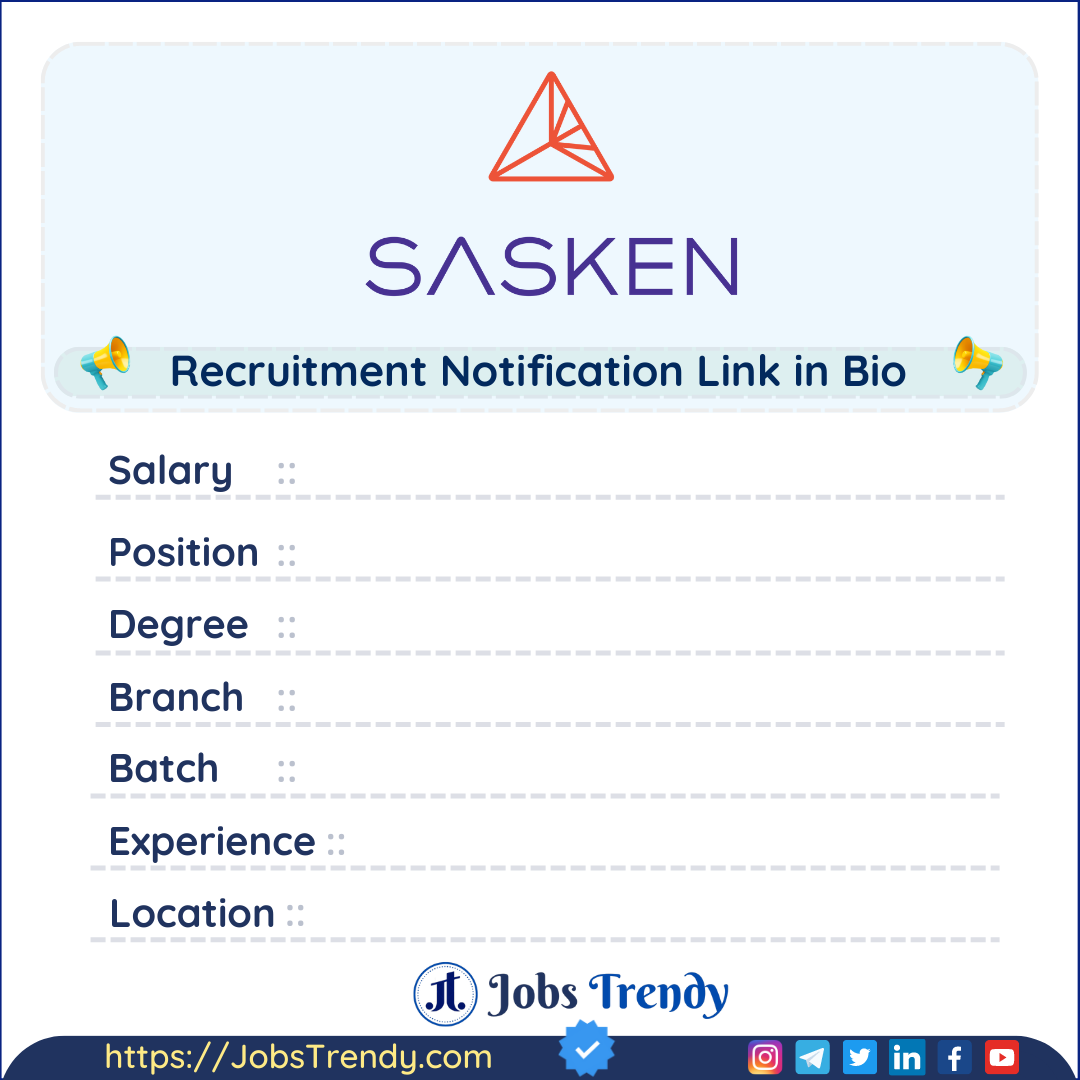 SASKEN
Recruitment Notification Link in Bio
Salary ::
Position ::
Degree ::
Branch ::
Batch ::
Experience ::
Location ::
Jobs Trendy
https://JobsTrendy.com